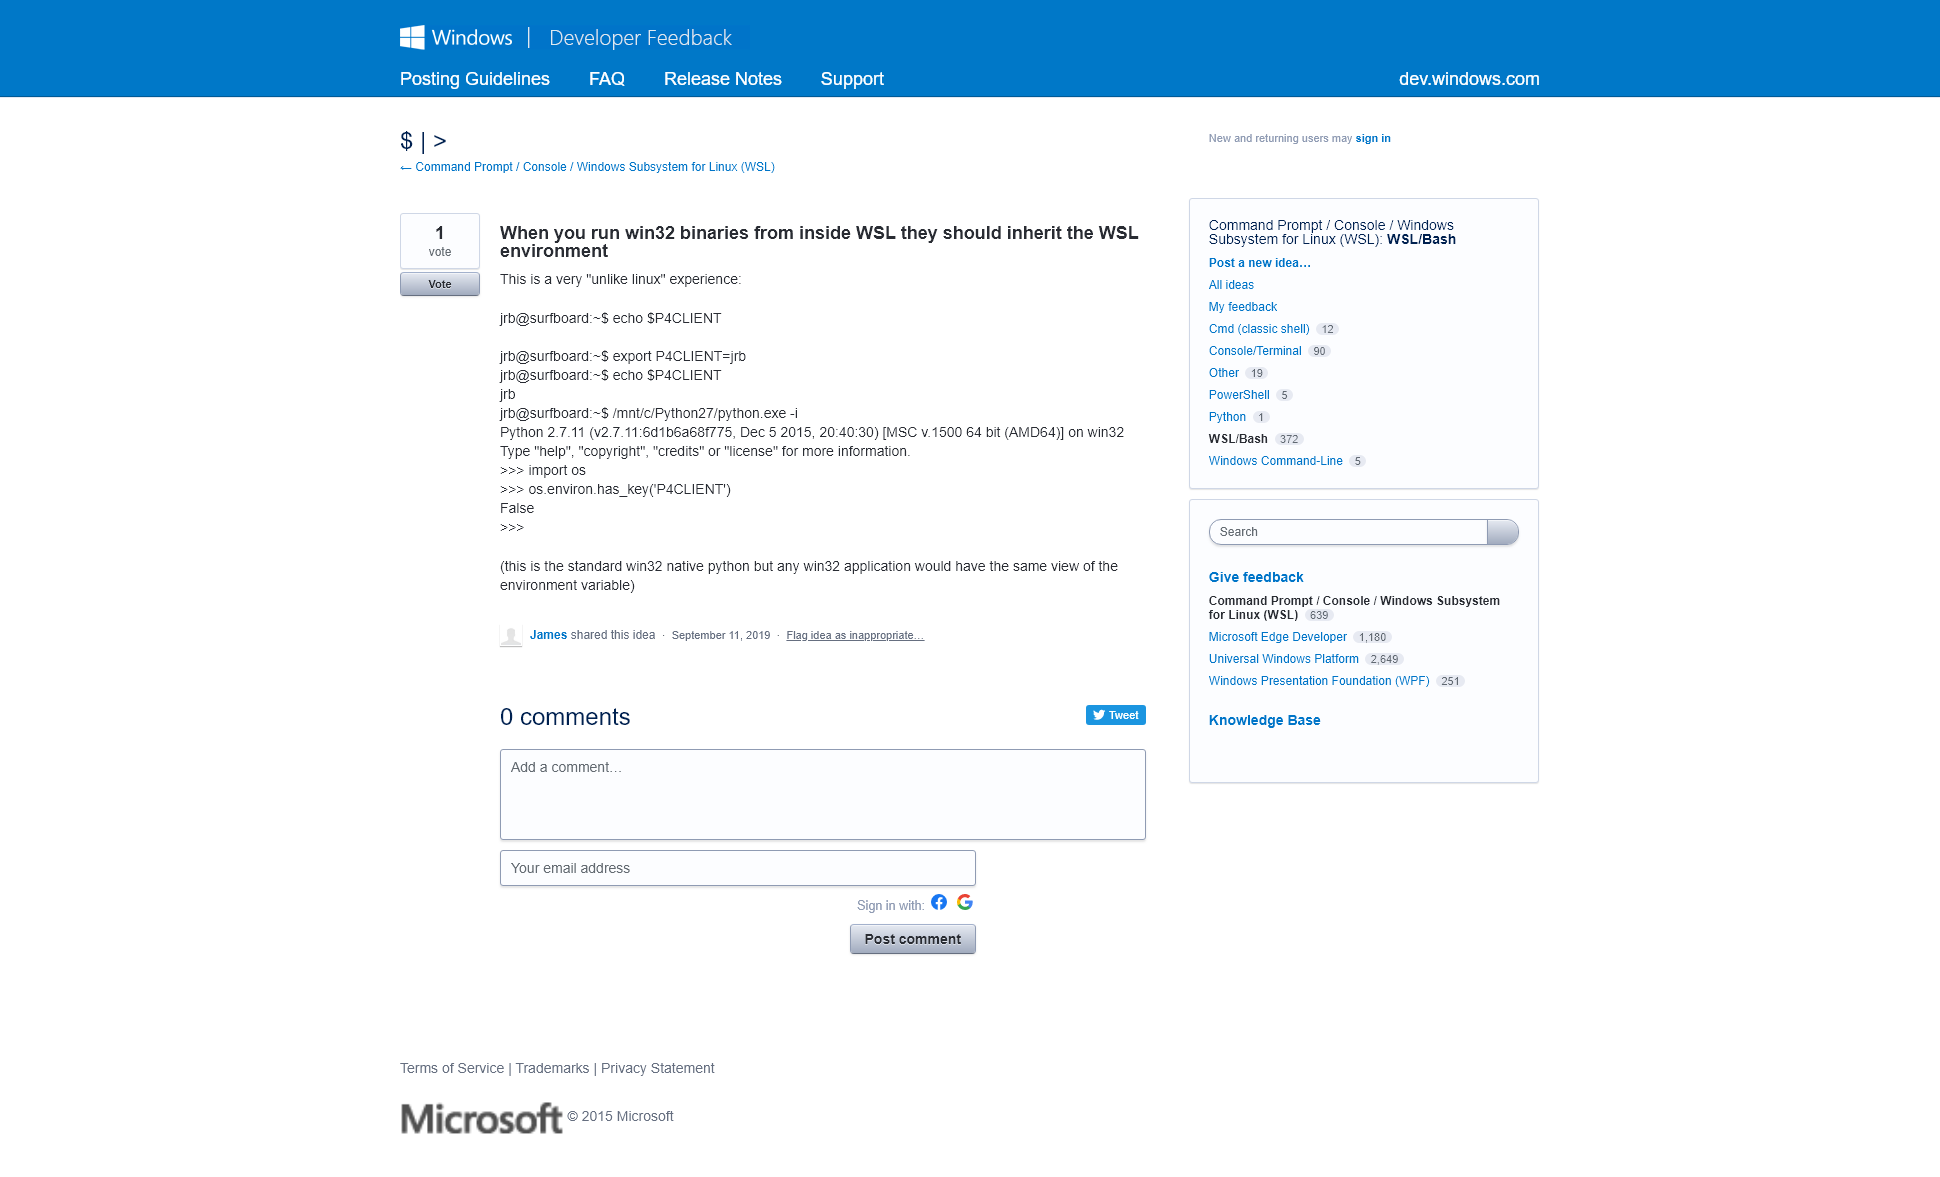 Windows | Developer Feedback
Posting Guidelines FAQ Release Notes Support dev.windows.com
$ | >
← Command Prompt / Console / Windows Subsystem for Linux (WSL)
New and returning users may sign in
1
vote
Vote
When you run win32 binaries from inside WSL they should inherit the WSL
environment
This is a very "unlike linux" experience:
jrb@surfboard:~$ echo $P4CLIENT
jrb@surfboard:~$ export P4CLIENT=jrb
jrb@surfboard:~$ echo $P4CLIENT
jrb
jrb@surfboard:~$ /mnt/c/Python27/python.exe -i
Python 2.7.11 (v2.7.11:6d1b6a68f775, Dec 5 2015, 20:40:30) [MSC v.1500 64 bit (AMD64)] on win32
Type "help", "copyright", "credits" or "license" for more information.
>>> import os
>>> os.environ.has_key('P4CLIENT')
False
>>>
(this is the standard win32 native python but any win32 application would have the same view of the
environment variable)
James shared this idea · September 11, 2019 · Flag idea as inappropriate…
0 comments
Tweet
Add a comment…
Your email address
Sign in with:
Post comment
Command Prompt / Console / Windows
Subsystem for Linux (WSL): WSL/Bash
Post a new idea…
All ideas
My feedback
Cmd (classic shell) 12
Console/Terminal 90
Other 19
PowerShell 5
Python 1
WSL/Bash 372
Windows Command-Line 5
Search
Give feedback
Command Prompt / Console / Windows Subsystem
for Linux (WSL) 639
Microsoft Edge Developer 1,180
Universal Windows Platform 2,649
Windows Presentation Foundation (WPF) 251
Knowledge Base
Terms of Service | Trademarks | Privacy Statement
Microsoft © 2015 Microsoft